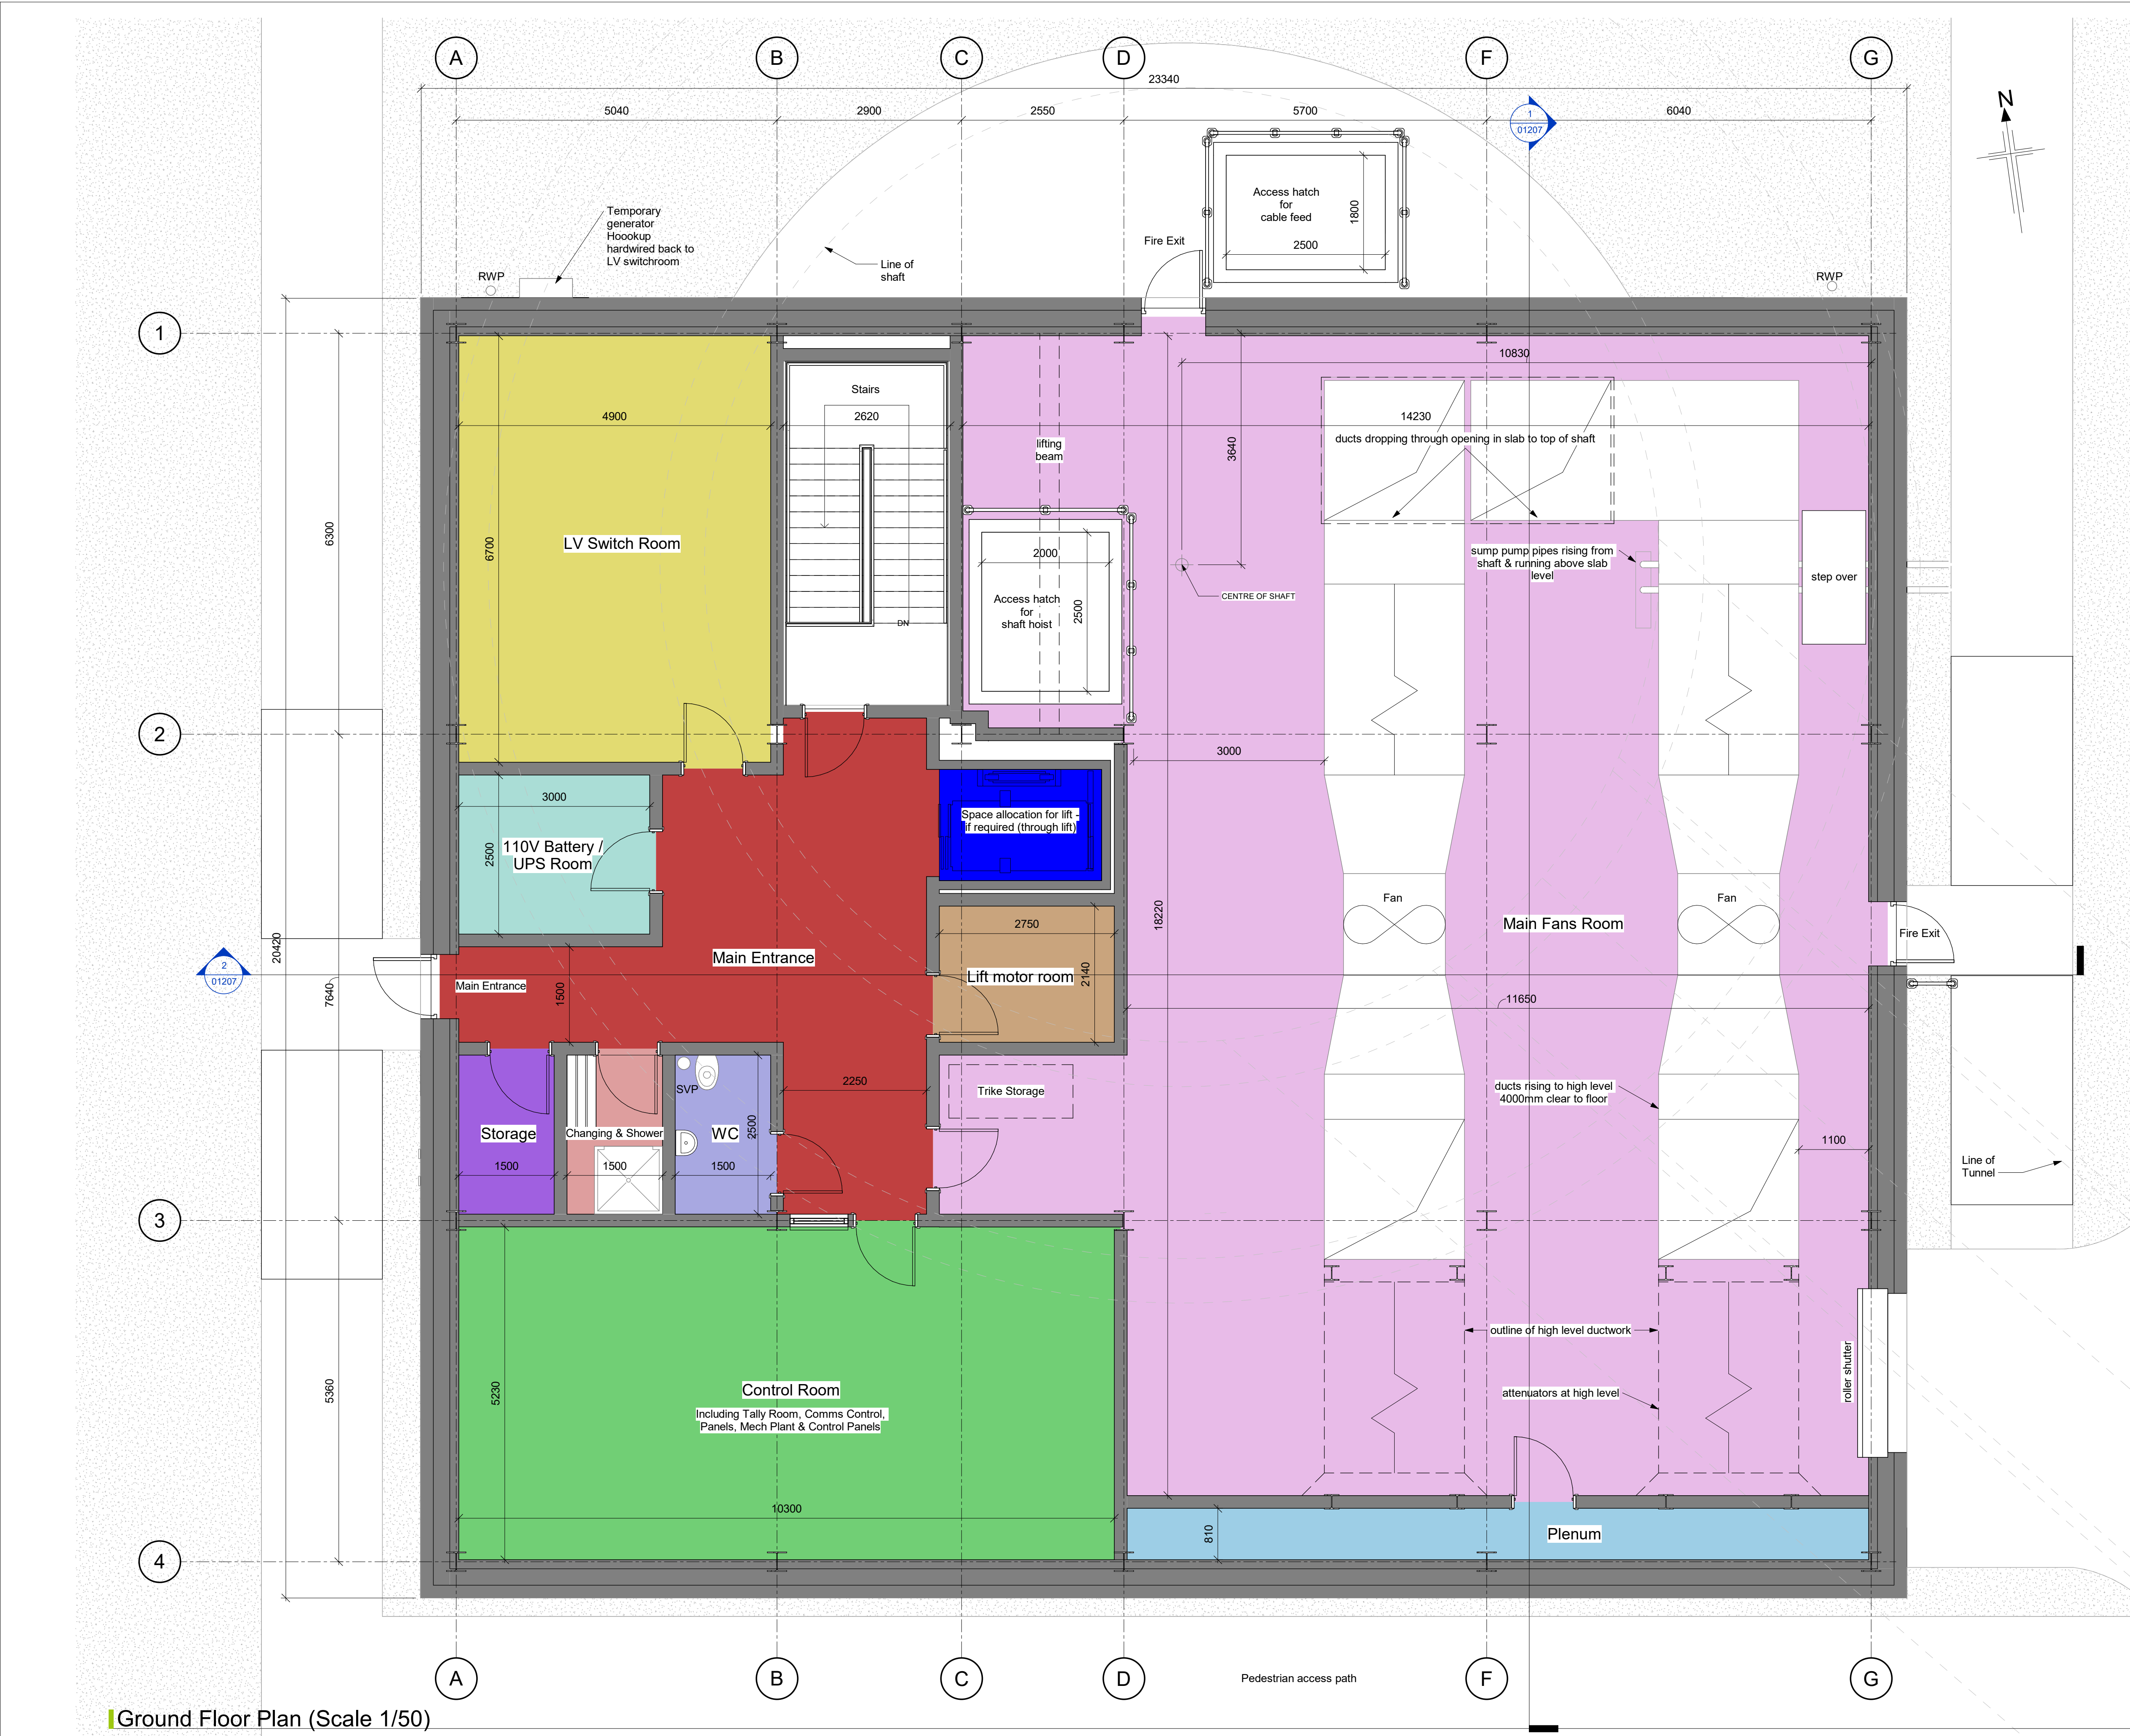 A
B
C
D
F
G
23340
5040
2900
2550
5700
6040
1
01207
N
Access hatch
for
cable feed
1800
2500
Temporary
generator
Hoookup
hardwired back to
LV switchroom
Line of
shaft
Fire Exit
RWP
RWP
1
10830
Stairs
4900
2620
14230
ducts dropping through opening in slab to top of shaft
lifting
beam
3640
6300
6700
LV Switch Room
2000
sump pump pipes rising from
shaft & running above slab
level
step over
Access hatch
for
shaft hoist
2500
CENTRE OF SHAFT
DN
2
3000
3000
Space allocation for lift -
if required (through lift)
2500
110V Battery /
UPS Room
Fan
Fan
18220
2750
Main Fans Room
Fire Exit
20420
Main Entrance
2
01207
Lift motor room
2140
Main Entrance
1500
7640
11650
2250
SVP
Trike Storage
ducts rising to high level
4000mm clear to floor
Storage
Changing & Shower
WC
2500
1100
1500
1500
1500
Line of
Tunnel
3
outline of high level ductwork
roller shutter
5360
5230
Control Room
Including Tally Room, Comms Control,
Panels, Mech Plant & Control Panels
attenuators at high level
10300
810
Plenum
4
A
B
C
D
F
G
Pedestrian access path
Ground Floor Plan (Scale 1/50)